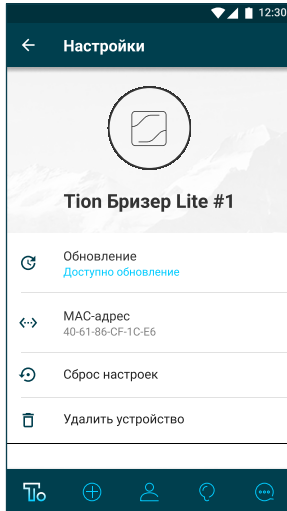 12:30
Настройки
Tion Бризер Lite #1
Обновление
Доступно обновление
MAC-адрес
40-61-86-CF-1C-E6
Сброс настроек
Удалить устройство